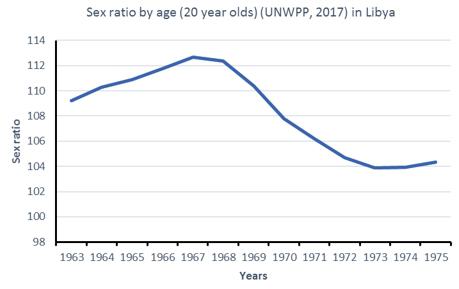 Sex ratio by age (20 year olds) (UNWPP, 2017) in Libya
114
112
110
108
106
104
102
100
98
Sex ratio
1963 1964 1965 1966 1967 1968 1969 1970 1971 1972 1973 1974 1975
Years